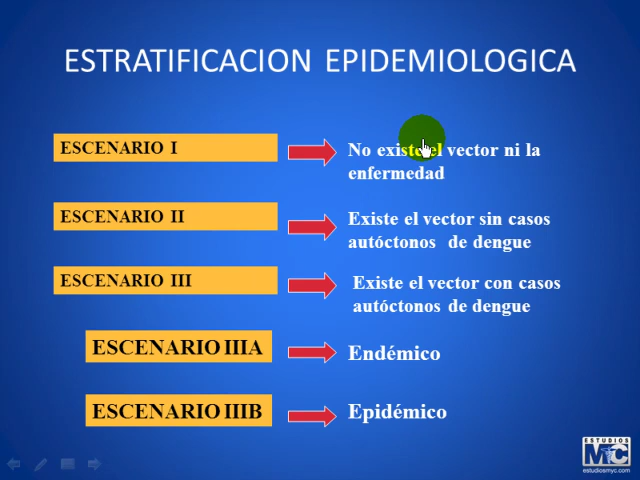 ESTRATIFICACION EPIDEMIOLOGICA
ESCENARIO I
No existe el vector ni la
enfermedad
ESCENARIO II
Existe el vector sin casos
autóctonos de dengue
ESCENARIO III
Existe el vector con casos
autóctonos de dengue
ESCENARIO IIIA
Endémico
ESCENARIO IIIB
Epidémico
ESTUDIOS
MyC
estudiosmyc.com